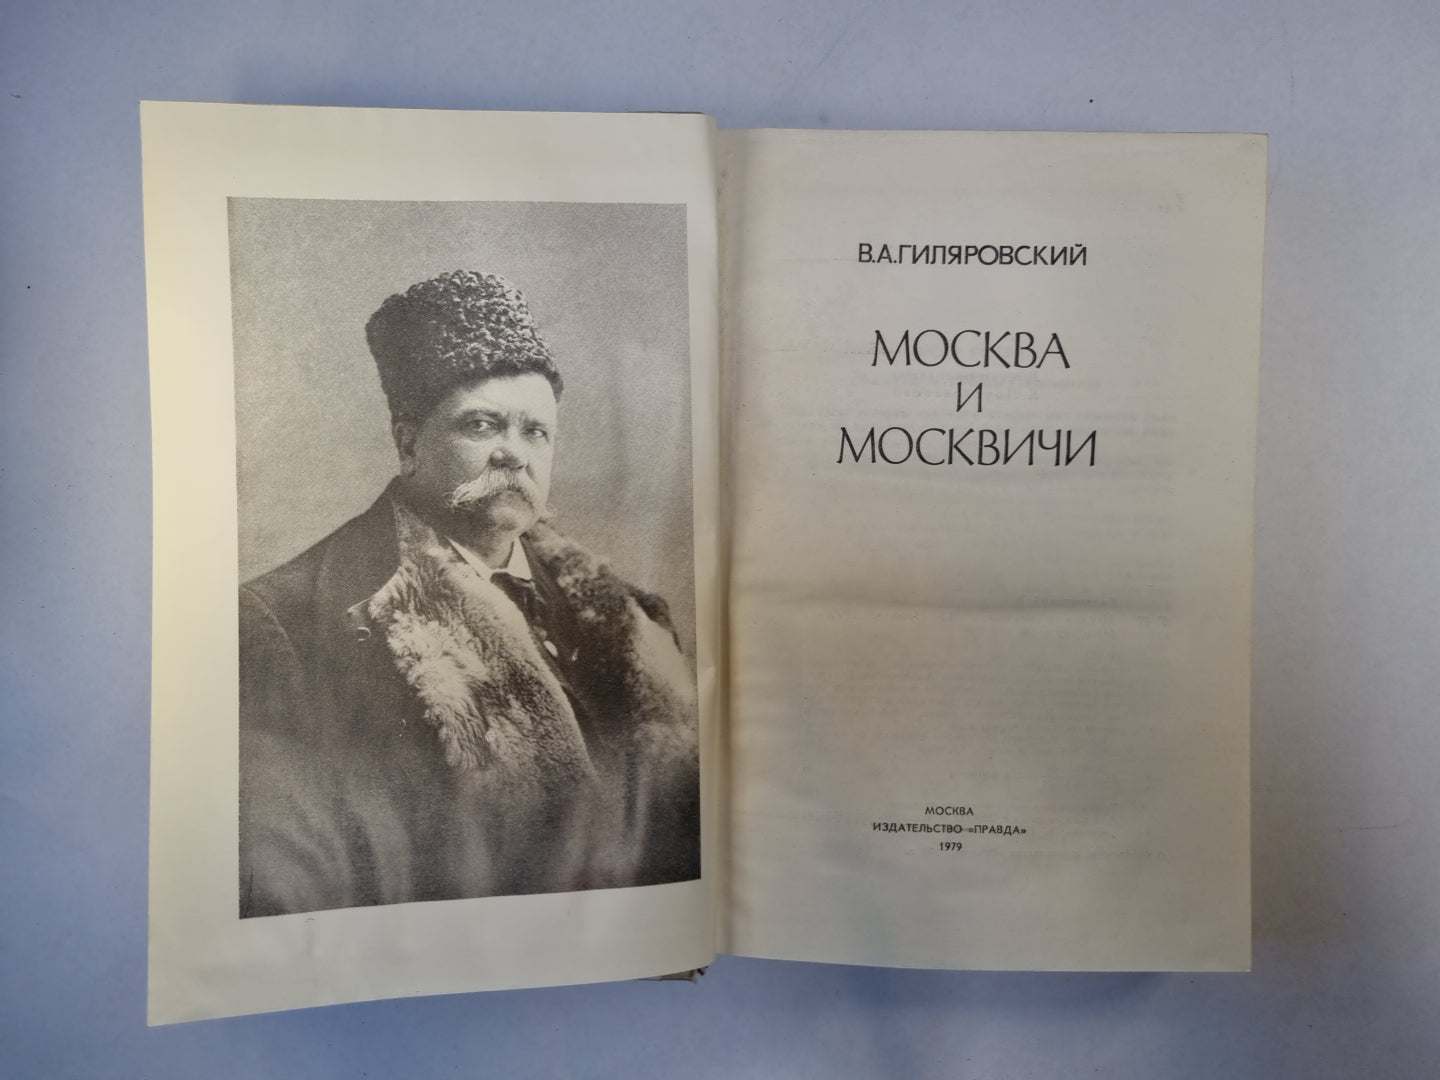 В.А.ГИЛЯРОВСКИЙ
МОСКВА
И
МОСКВИЧИ
МОСКВА
ИЗДАТЕЛЬСТВО «ПРАВДА»
1979